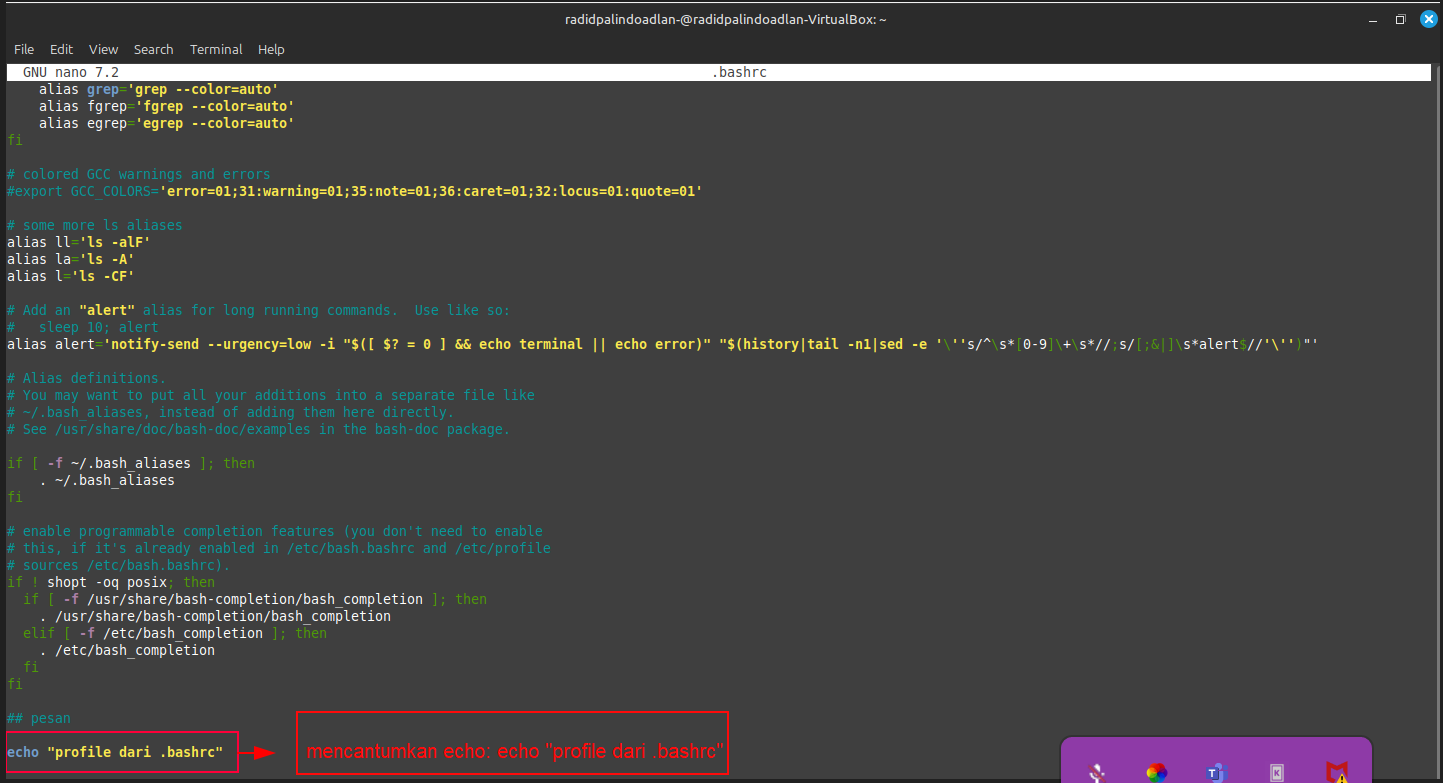 radidpalindoadlan-@radidpalindoadlan-VirtualBox: ~
File Edit View Search Terminal Help
GNU nano 7.2 .bashrc
    alias grep='grep --color=auto'
    alias fgrep='fgrep --color=auto'
    alias egrep='egrep --color=auto'
fi
# colored GCC warnings and errors
#export GCC_COLORS='error=01;31:warning=01;35:note=01;36:caret=01;32:locus=01:quote=01'
# some more ls aliases
alias ll='ls -alF'
alias la='ls -A'
alias l='ls -CF'
# Add an "alert" alias for long running commands.  Use like so:
#   sleep 10; alert
alias alert='notify-send --urgency=low -i "$([ $? = 0 ] && echo terminal || echo error)" "$(history|tail -n1|sed -e '\''s/^\s*[0-9]\+\s*//;s/[;&|]\s*alert$//'\'')"'
# Alias definitions.
# You may want to put all your additions into a separate file like
# ~/.bash_aliases, instead of adding them here directly.
# See /usr/share/doc/bash-doc/examples in the bash-doc package.
if [ -f ~/.bash_aliases ]; then
    . ~/.bash_aliases
fi
# enable programmable completion features (you don't need to enable
# this, if it's already enabled in /etc/bash.bashrc and /etc/profile
# sources /etc/bash.bashrc).
if ! shopt -oq posix; then
  if [ -f /usr/share/bash-completion/bash_completion ]; then
    . /usr/share/bash-completion/bash_completion
  elif [ -f /etc/bash_completion ]; then
    . /etc/bash_completion
  fi
fi
## pesan
echo "profile dari .bashrc"
mencantumkan echo: echo "profile dari .bashrc"
T
K